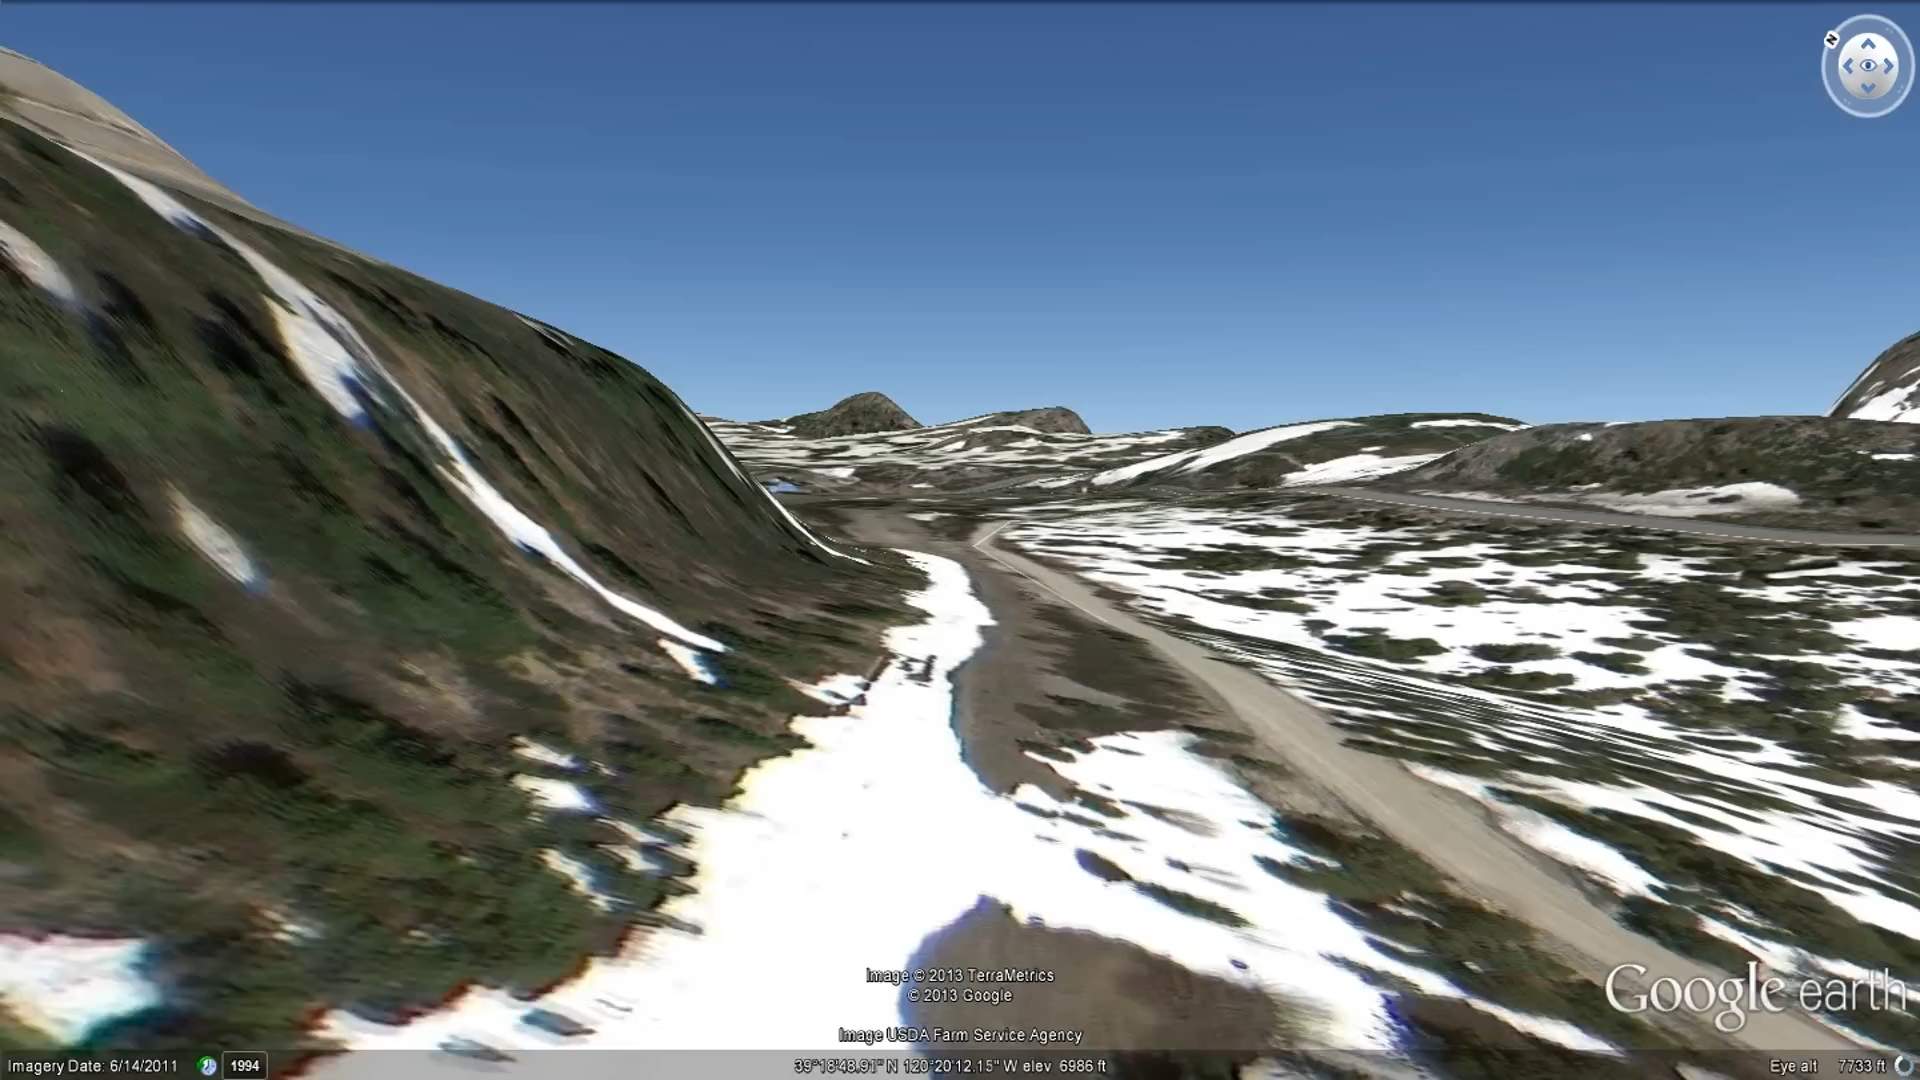 N
Image © 2013 TerraMetrics
© 2013 Google
Image USDA Farm Service Agency
Google earth
Imagery Date: 6/14/2011 1994 39°18'48.91" N 120°20'12.15" W elev 6986 ft Eye alt 7733 ft